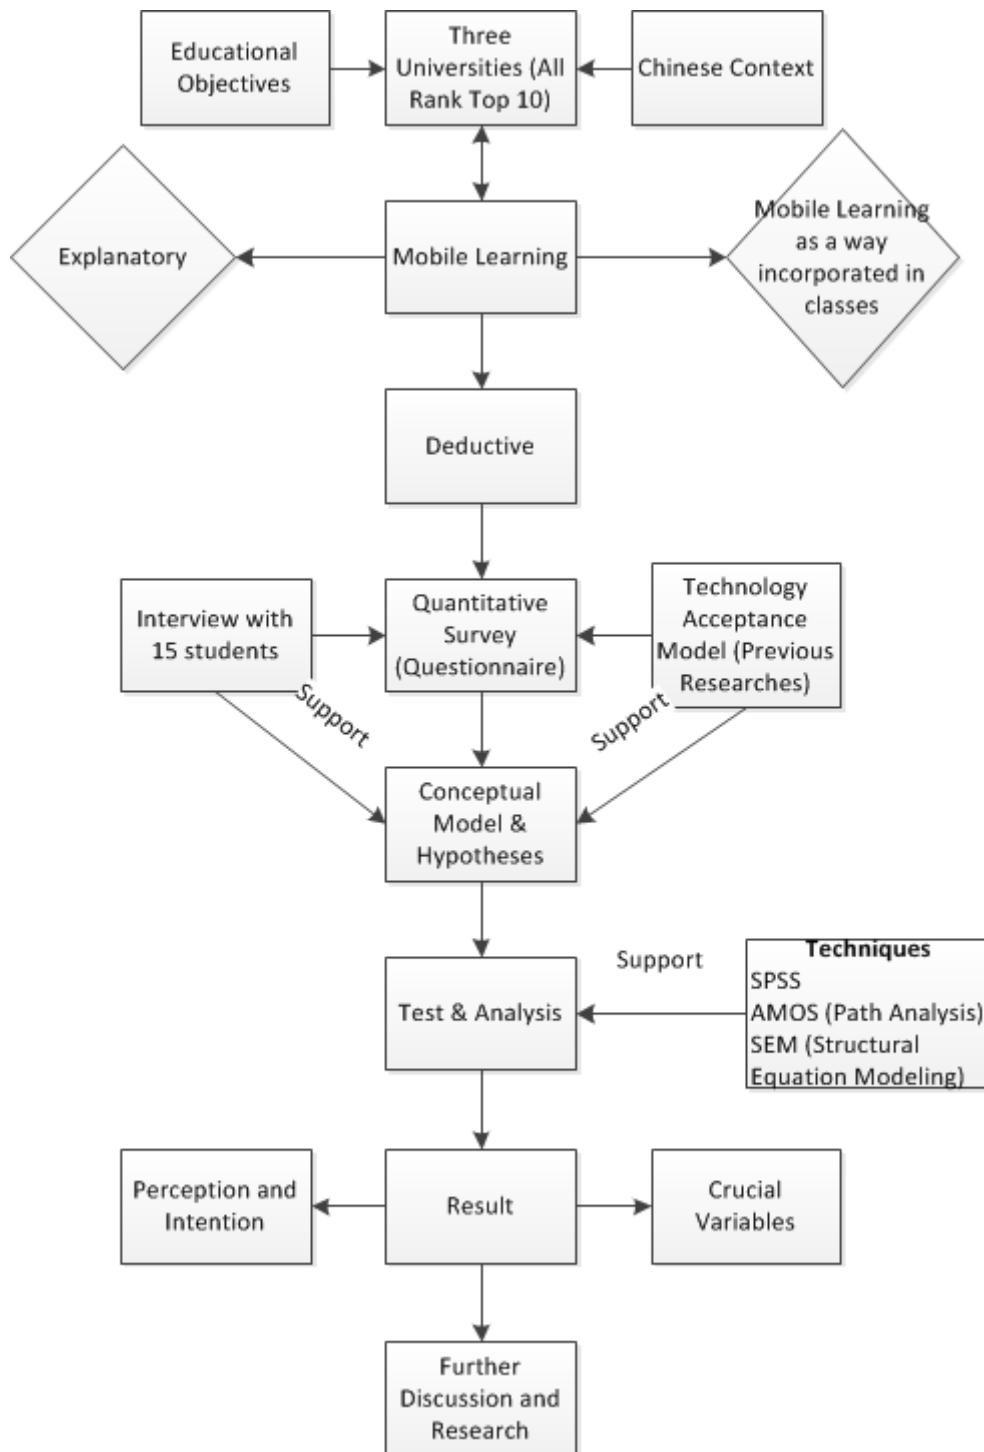 Educational
Objectives
Three
Universities (All
Rank Top 10)
Chinese Context
Explanatory
Mobile Learning
Mobile Learning
as a way
incorporated in
classes
Deductive
Interview with
15 students
Quantitative
Survey
(Questionnaire)
Technology
Acceptance
Model (Previous
Researches)
Support
Support
Conceptual
Model &
Hypotheses
Test & Analysis
Support
Techniques
SPSS
AMOS (Path Analysis)
SEM (Structural
Equation Modeling)
Perception and
Intention
Result
Crucial
Variables
Further
Discussion and
Research